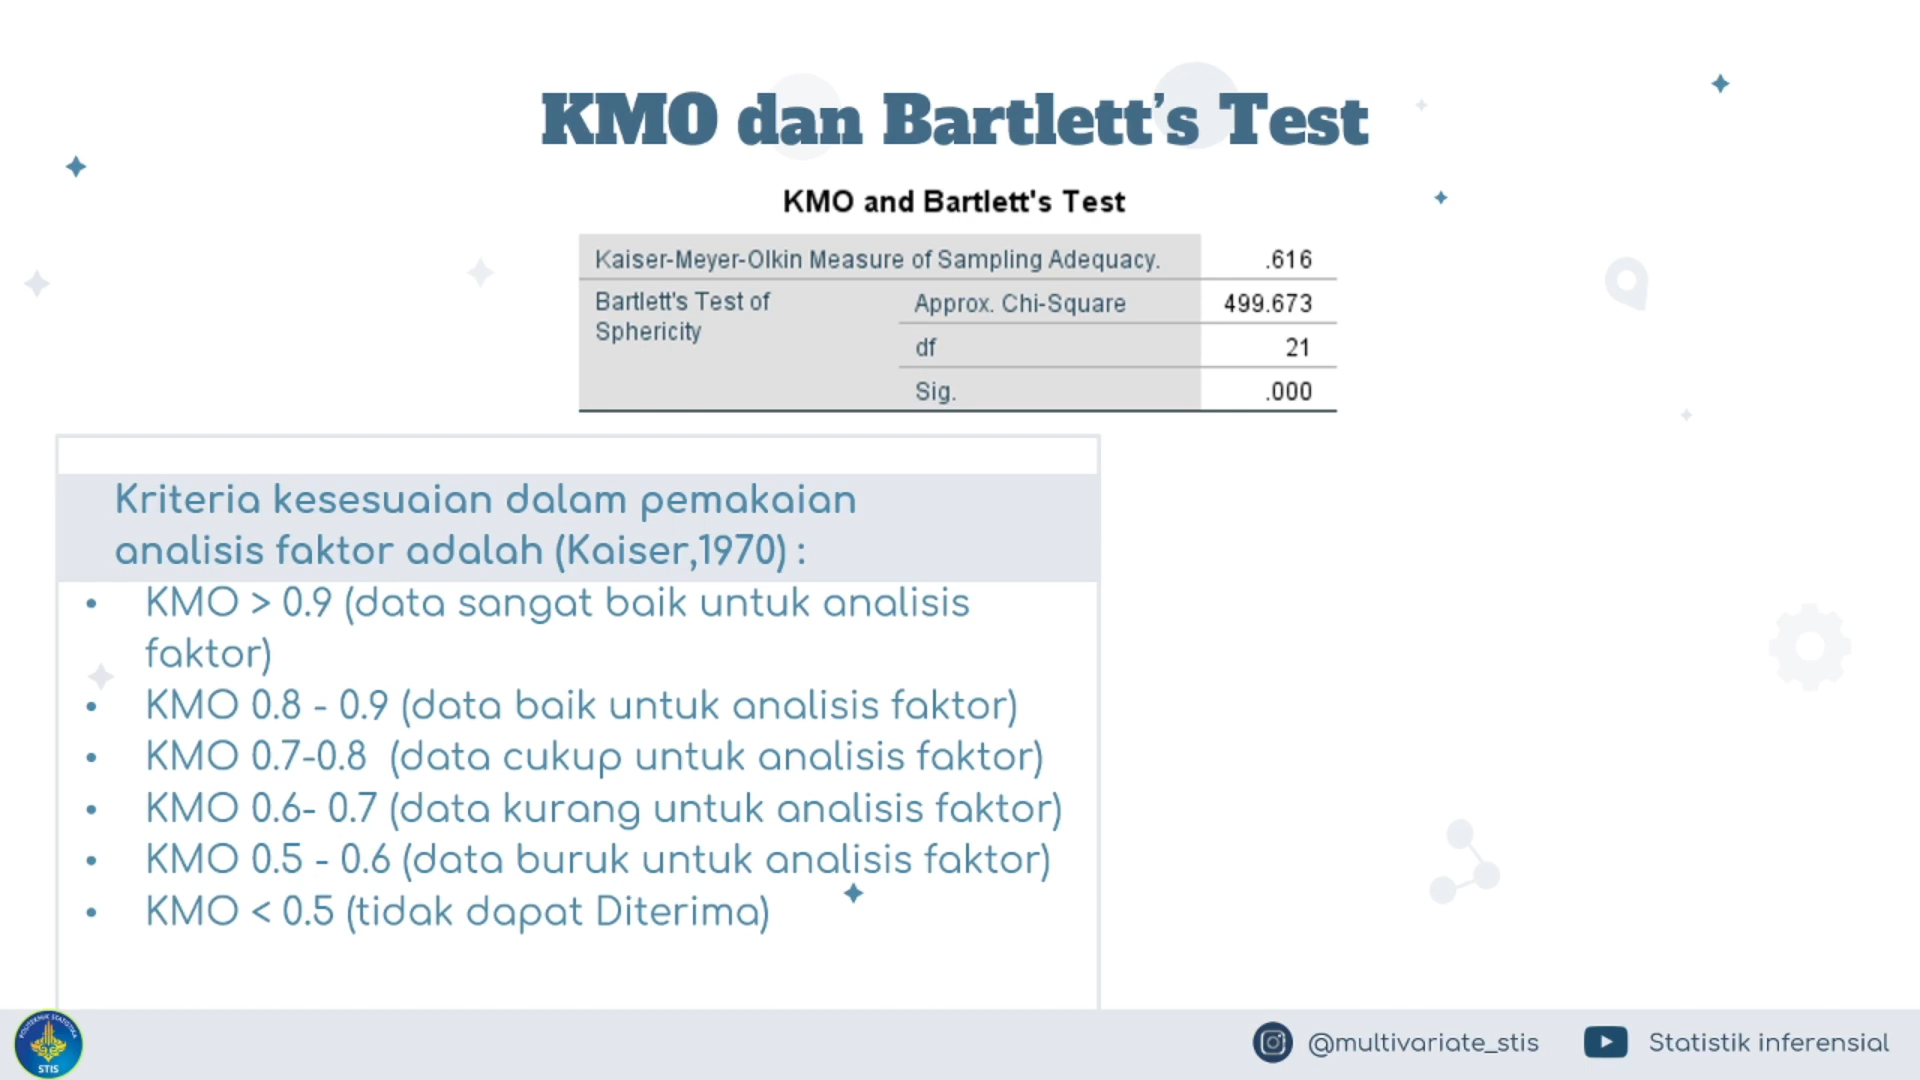 KMO dan Bartlett's Test
KMO and Bartlett's Test
Kaiser-Meyer-Olkin Measure of Sampling Adequacy. .616
Bartlett's Test of Sphericity Approx. Chi-Square 499.673
df 21
Sig. .000
Kriteria kesesuaian dalam pemakaian
analisis faktor adalah (Kaiser,1970) :
• KMO > 0.9 (data sangat baik untuk analisis
faktor)
• KMO 0.8 - 0.9 (data baik untuk analisis faktor)
• KMO 0.7-0.8 (data cukup untuk analisis faktor)
• KMO 0.6- 0.7 (data kurang untuk analisis faktor)
• KMO 0.5 - 0.6 (data buruk untuk analisis faktor)
• KMO < 0.5 (tidak dapat Diterima)
POLITEKNIK STATISTIKA
STIS
@multivariate_stis
Statistik inferensial